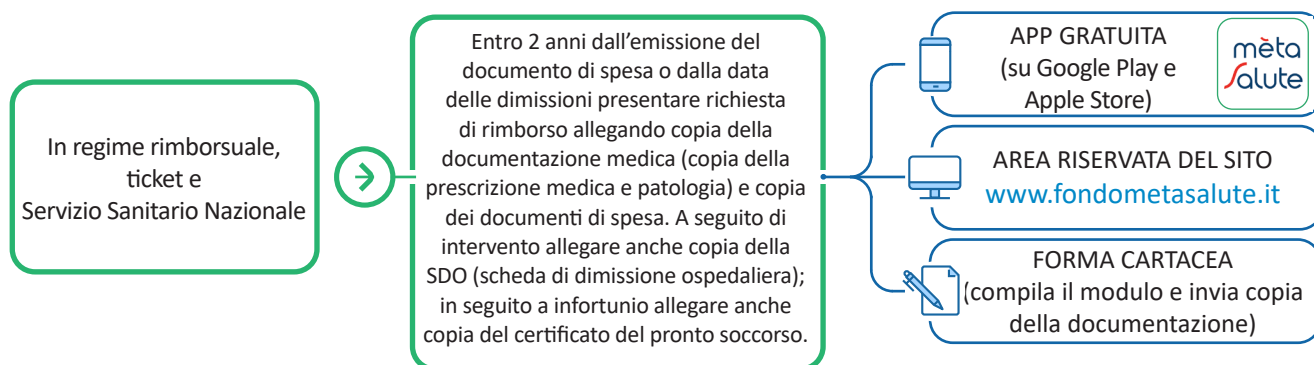 In regime rimborsuale,
ticket e
Servizio Sanitario Nazionale
Entro 2 anni dall’emissione del
documento di spesa o dalla data
delle dimissioni presentare richiesta
di rimborso allegando copia della
documentazione medica (copia della
prescrizione medica e patologia) e copia
dei documenti di spesa. A seguito di
intervento allegare anche copia della
SDO (scheda di dimissione ospedaliera);
in seguito a infortunio allegare anche
copia del certificato del pronto soccorso.
APP GRATUITA
(su Google Play e
Apple Store)
mèta
Salute
AREA RISERVATA DEL SITO
www.fondometasalute.it
FORMA CARTACEA
(compila il modulo e invia copia
della documentazione)